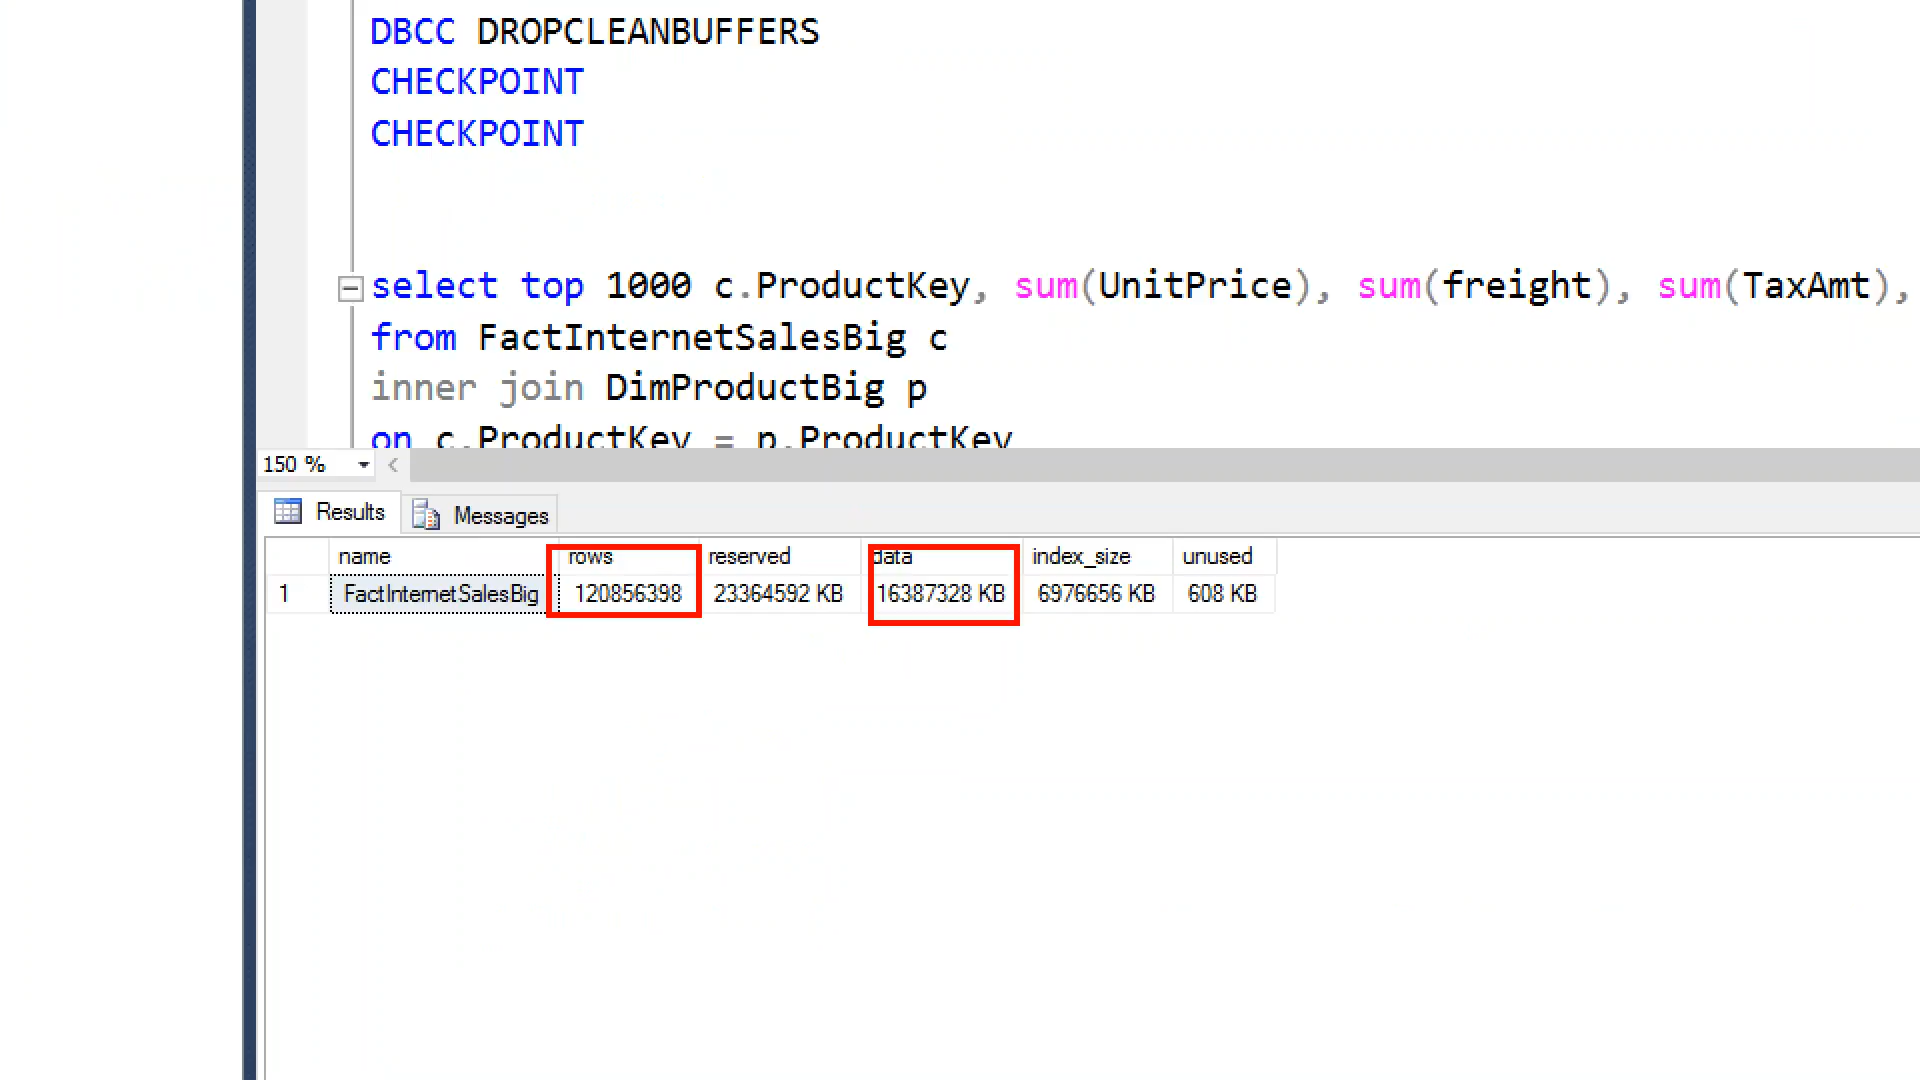 DBCC DROPCLEANBUFFERS
CHECKPOINT
CHECKPOINT
select top 1000 c.ProductKey, sum(UnitPrice), sum(freight), sum(TaxAmt),
from FactInternetSalesBig c
inner join DimProductBig p
on c.ProductKey = p.ProductKey
150 %
Results Messages
name rows reserved data index_size unused
1 FactInternetSalesBig 120856398 23364592 KB 16387328 KB 6976656 KB 608 KB